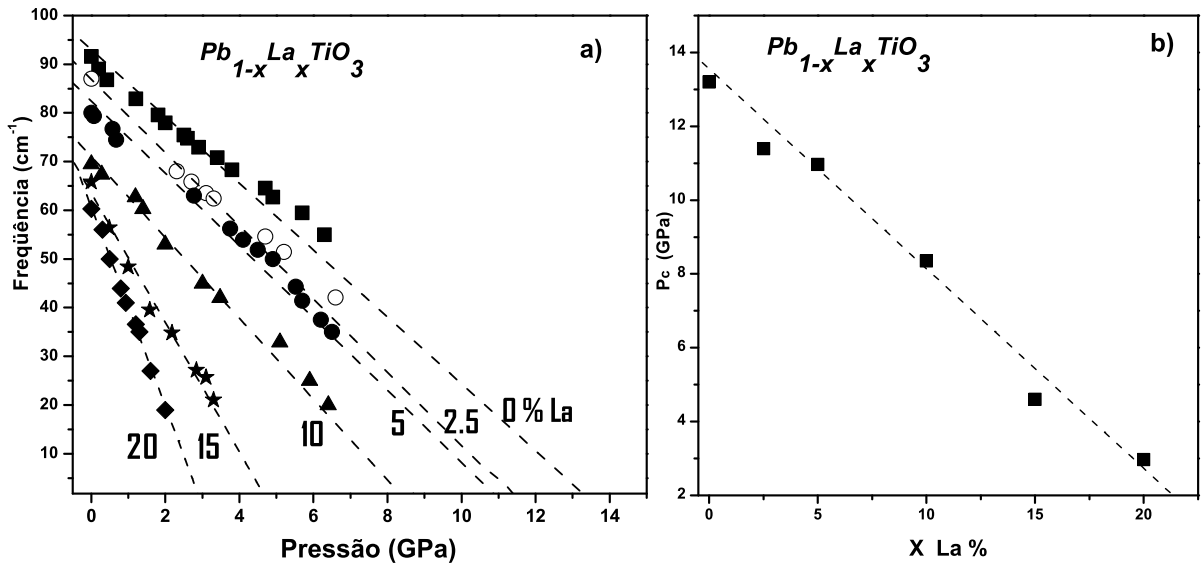 a)
Pb1-xLaxTiO3
Freqüência (cm-1)
100
90
80
70
60
50
40
30
20
10
0 % La
2.5
5
10
15
20
0 2 4 6 8 10 12 14
Pressão (GPa)
b)
Pb1-xLaxTiO3
Pc (GPa)
14
12
10
8
6
4
2
0 5 10 15 20
X La %